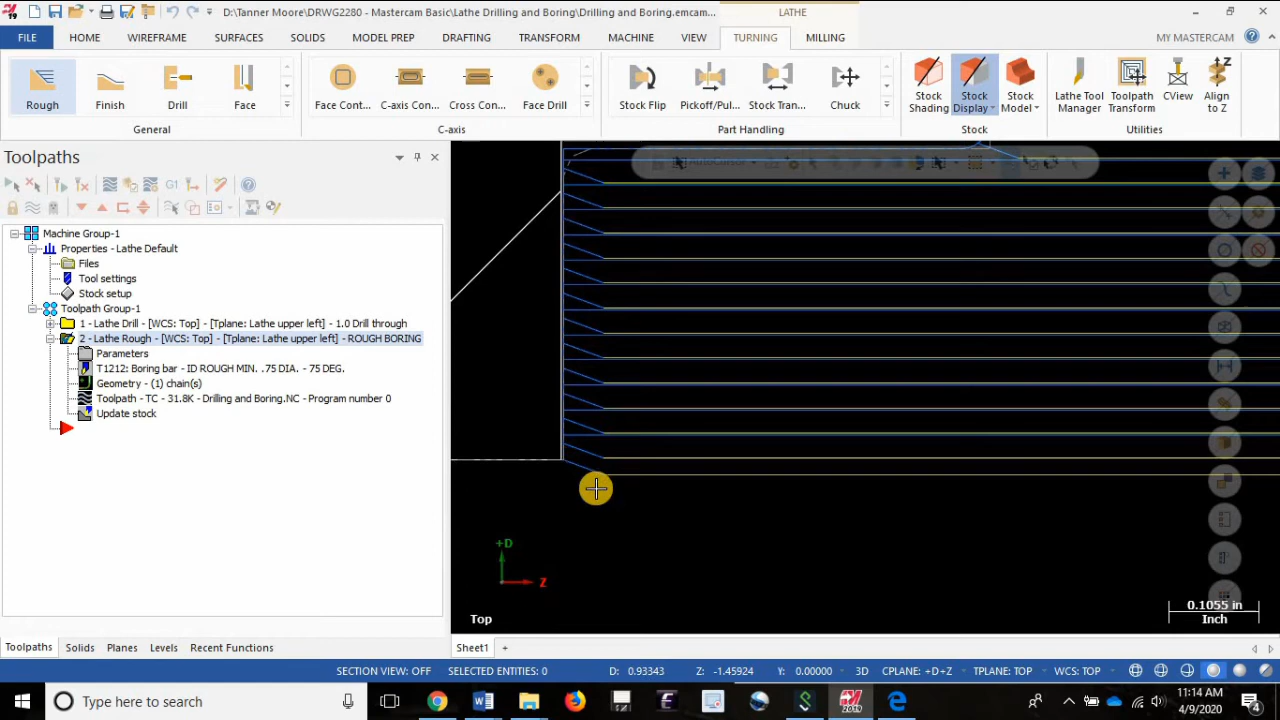 19
D:\Tanner Moore\DRWG2280 - Mastercam Basic\Lathe Drilling and Boring\Drilling and Boring.emcam...
LATHE
FILE
HOME
WIREFRAME
SURFACES
SOLIDS
MODEL PREP
DRAFTING
TRANSFORM
MACHINE
VIEW
TURNING
MILLING
MY MASTERCAM
Rough
Finish
Drill
Face
Face Cont...
C-axis Con...
Cross Con...
Face Drill
Stock Flip
Pickoff/Pul...
Stock Tran...
Chuck
Stock Shading
Stock Display
Stock Model
Lathe Tool Manager
Toolpath Transform
CView
Align to Z
General
C-axis
Part Handling
Stock
Utilities
Toolpaths
G1
AutoCursor
Machine Group-1
Properties - Lathe Default
Files
Tool settings
Stock setup
Toolpath Group-1
1 - Lathe Drill - [WCS: Top] - [Tplane: Lathe upper left] - 1.0 Drill through
2 - Lathe Rough - [WCS: Top] - [Tplane: Lathe upper left] - ROUGH BORING
Parameters
T1212: Boring bar - ID ROUGH MIN. .75 DIA. - 75 DEG.
Geometry - (1) chain(s)
Toolpath - TC - 31.8K - Drilling and Boring.NC - Program number 0
Update stock
+D
Z
Top
0.1055 in
Inch
Toolpaths
Solids
Planes
Levels
Recent Functions
Sheet1
+
SECTION VIEW: OFF
SELECTED ENTITIES: 0
D: 0.93343
Z: -1.45924
Y: 0.00000
3D
CPLANE: +D+Z
TPLANE: TOP
WCS: TOP
Type here to search
2019
11:14 AM
4/9/2020
4